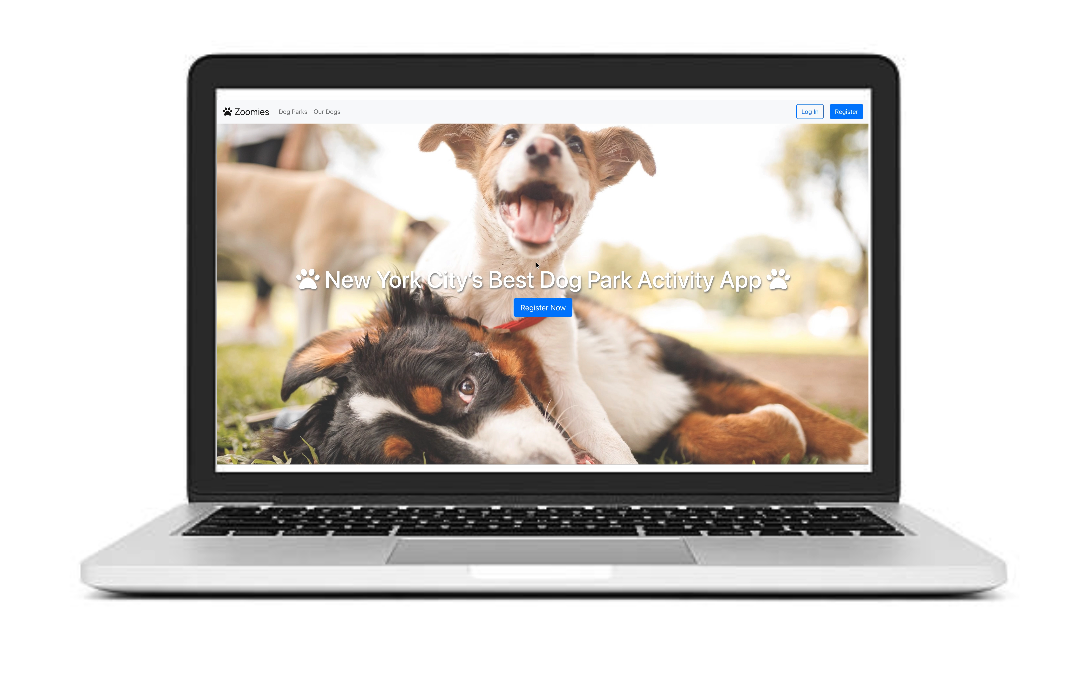 Zoomies Dog Parks Our Dogs Log In Register
New York City's Best Dog Park Activity App
Register Now